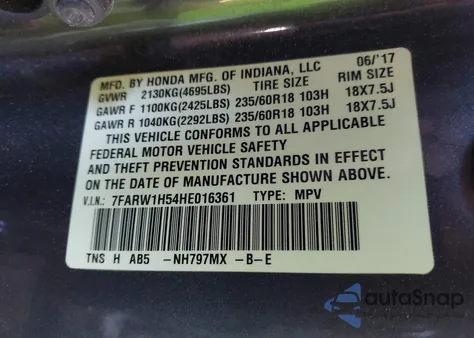 MFD. BY HONDA MFG. OF INDIANA, LLC 06/'17
GVWR 2130KG(4695LBS) TIRE SIZE RIM SIZE
GAWR F 1100KG(2425LBS) 235/60R18 103H 18X7.5J
GAWR R 1040KG(2292LBS) 235/60R18 103H 18X7.5J
THIS VEHICLE CONFORMS TO ALL APPLICABLE
FEDERAL MOTOR VEHICLE SAFETY
AND THEFT PREVENTION STANDARDS IN EFFECT
ON THE DATE OF MANUFACTURE SHOWN ABOVE.
V.I.N.: 7FARW1H54HE016361 TYPE: MPV
TNS H AB5 -NH797MX -B-E
autoSnap